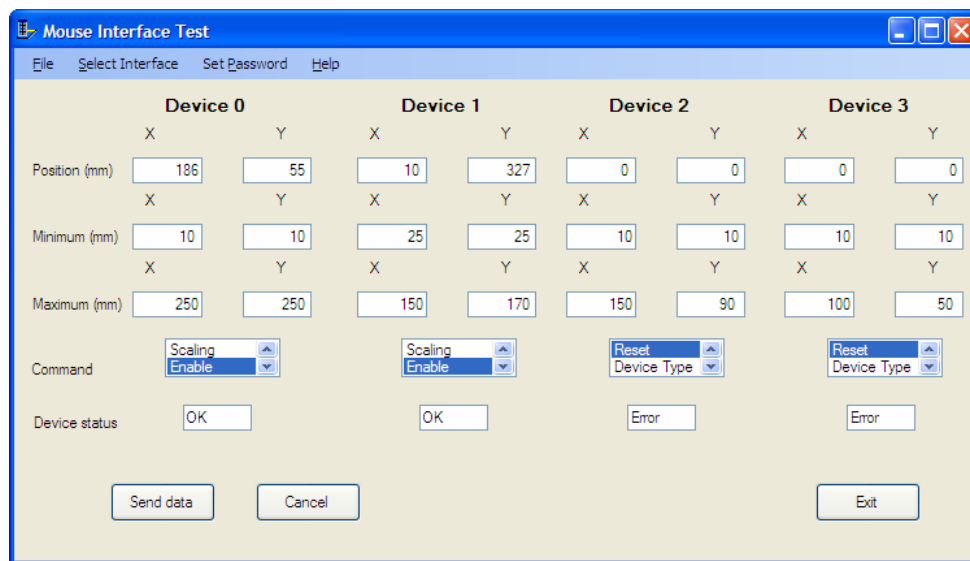 Mouse Interface Test
File Select Interface Set Password Help
Device 0 Device 1 Device 2 Device 3
X Y X Y X Y X Y
Position (mm) 186 55 10 327 0 0 0 0
X Y X Y X Y X Y
Minimum (mm) 10 10 25 25 10 10 10 10
X Y X Y X Y X Y
Maximum (mm) 250 250 150 170 150 90 100 50
Scaling Scaling Reset Reset
Command Enable Enable Device Type Device Type
Device status OK OK Error Error
Send data Cancel Exit